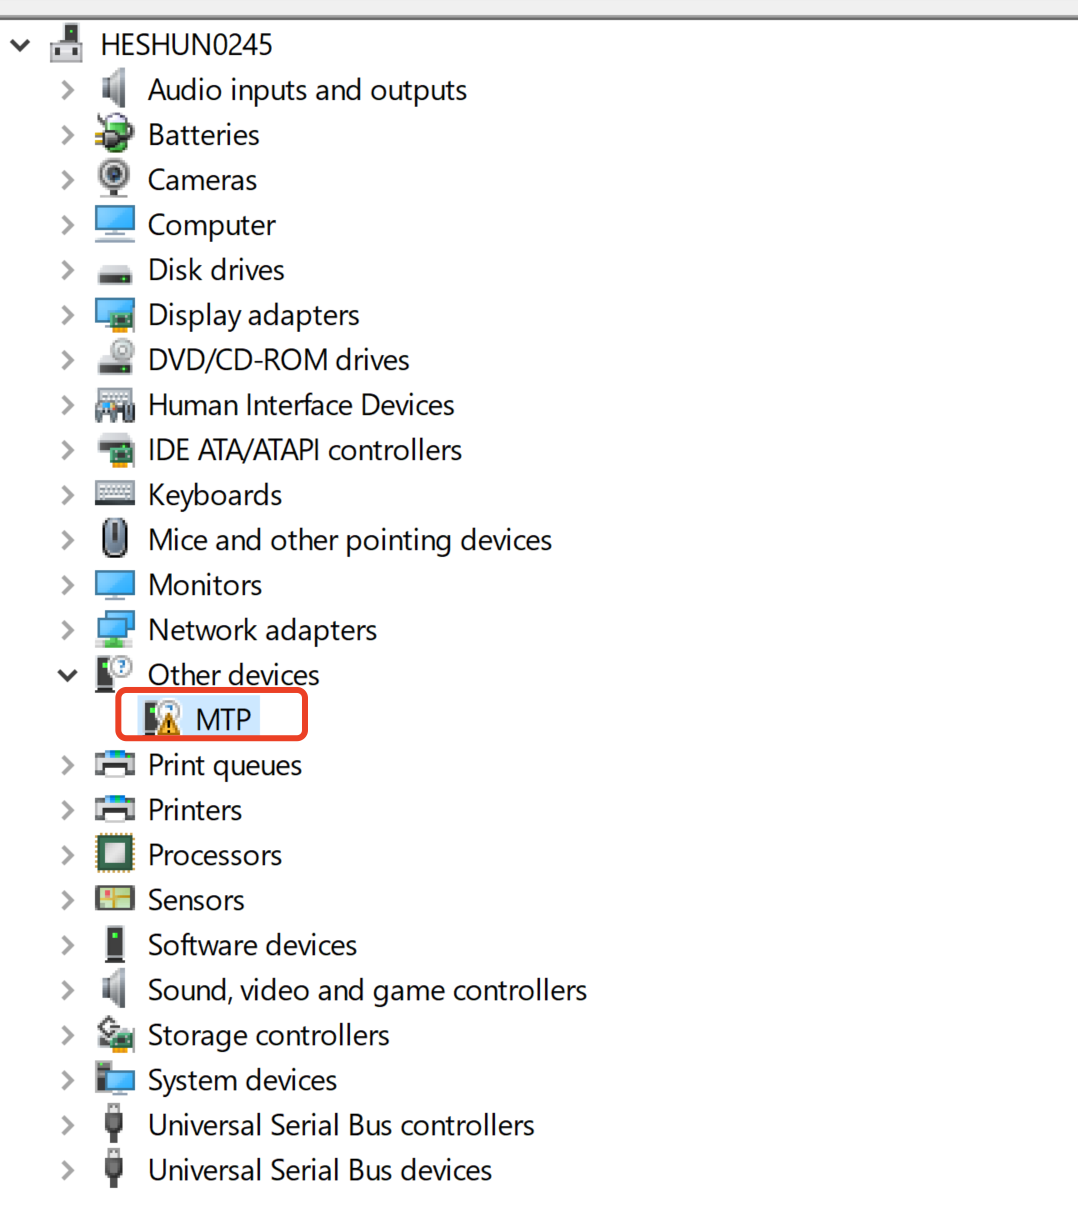 HESHUN0245
Audio inputs and outputs
Batteries
Cameras
Computer
Disk drives
Display adapters
DVD/CD-ROM drives
Human Interface Devices
IDE ATA/ATAPI controllers
Keyboards
Mice and other pointing devices
Monitors
Network adapters
Other devices
MTP
Print queues
Printers
Processors
Sensors
Software devices
Sound, video and game controllers
Storage controllers
System devices
Universal Serial Bus controllers
Universal Serial Bus devices